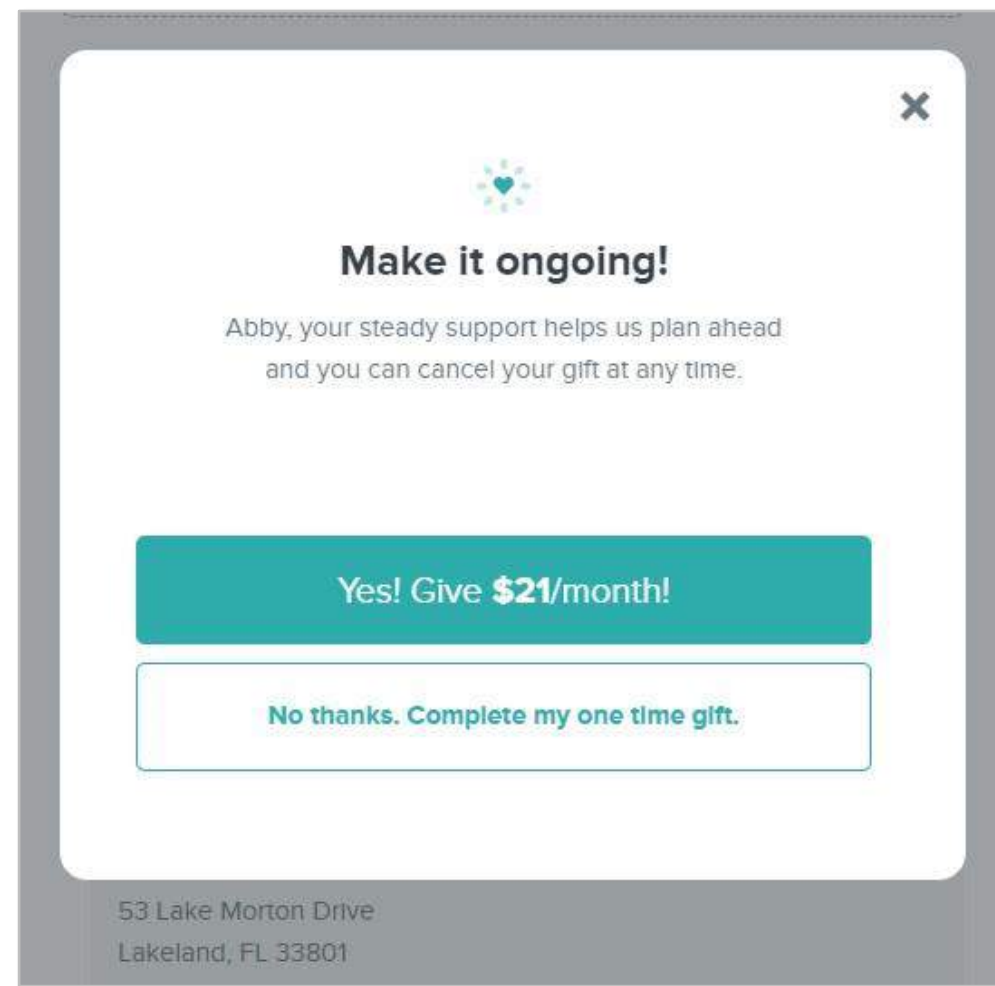 Make it ongoing!
Abby, your steady support helps us plan ahead
and you can cancel your gift at any time.
Yes! Give $21/month!
No thanks. Complete my one time gift.
53 Lake Morton Drive
Lakeland, FL 33801